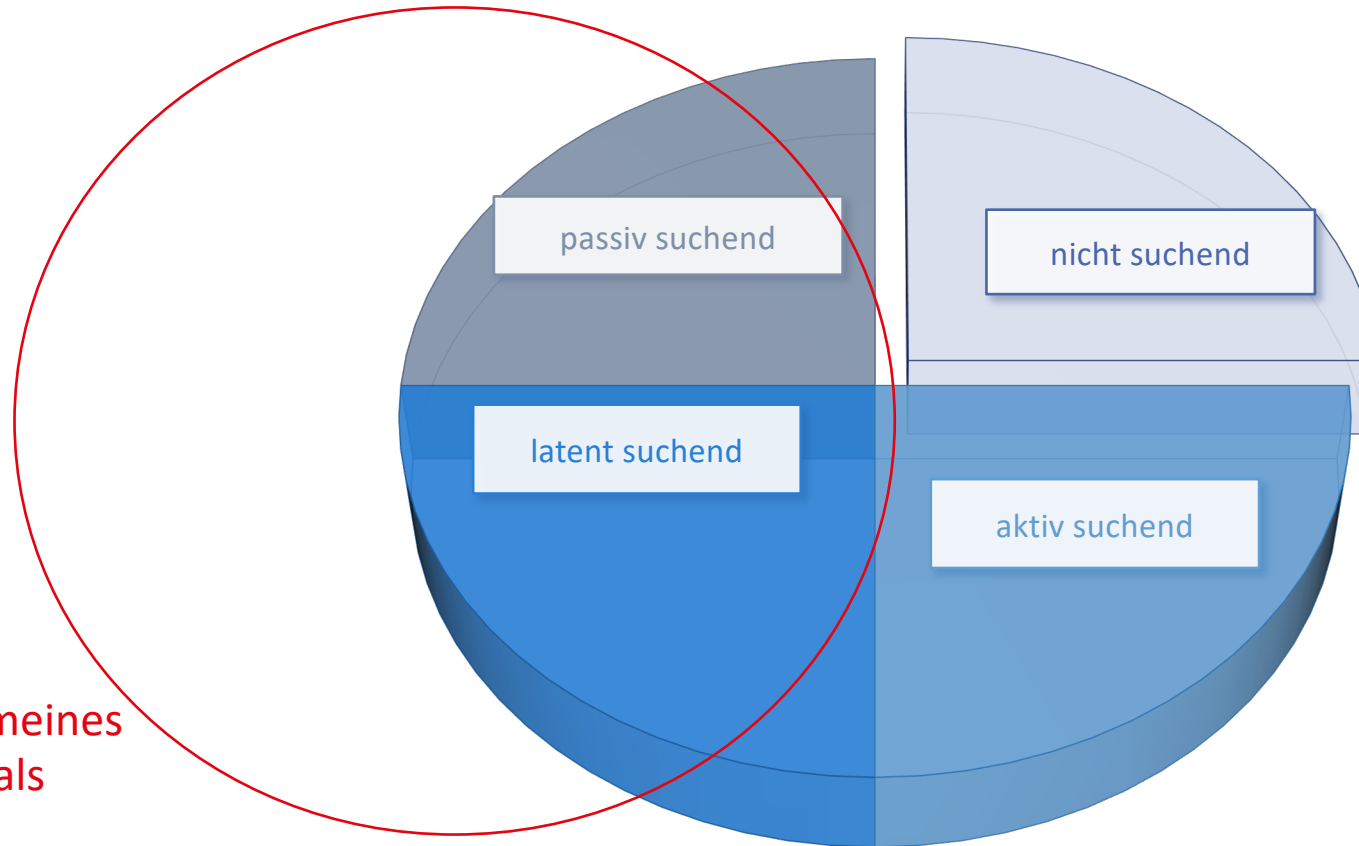 passiv suchend
nicht suchend
latent suchend
aktiv suchend
meines
als